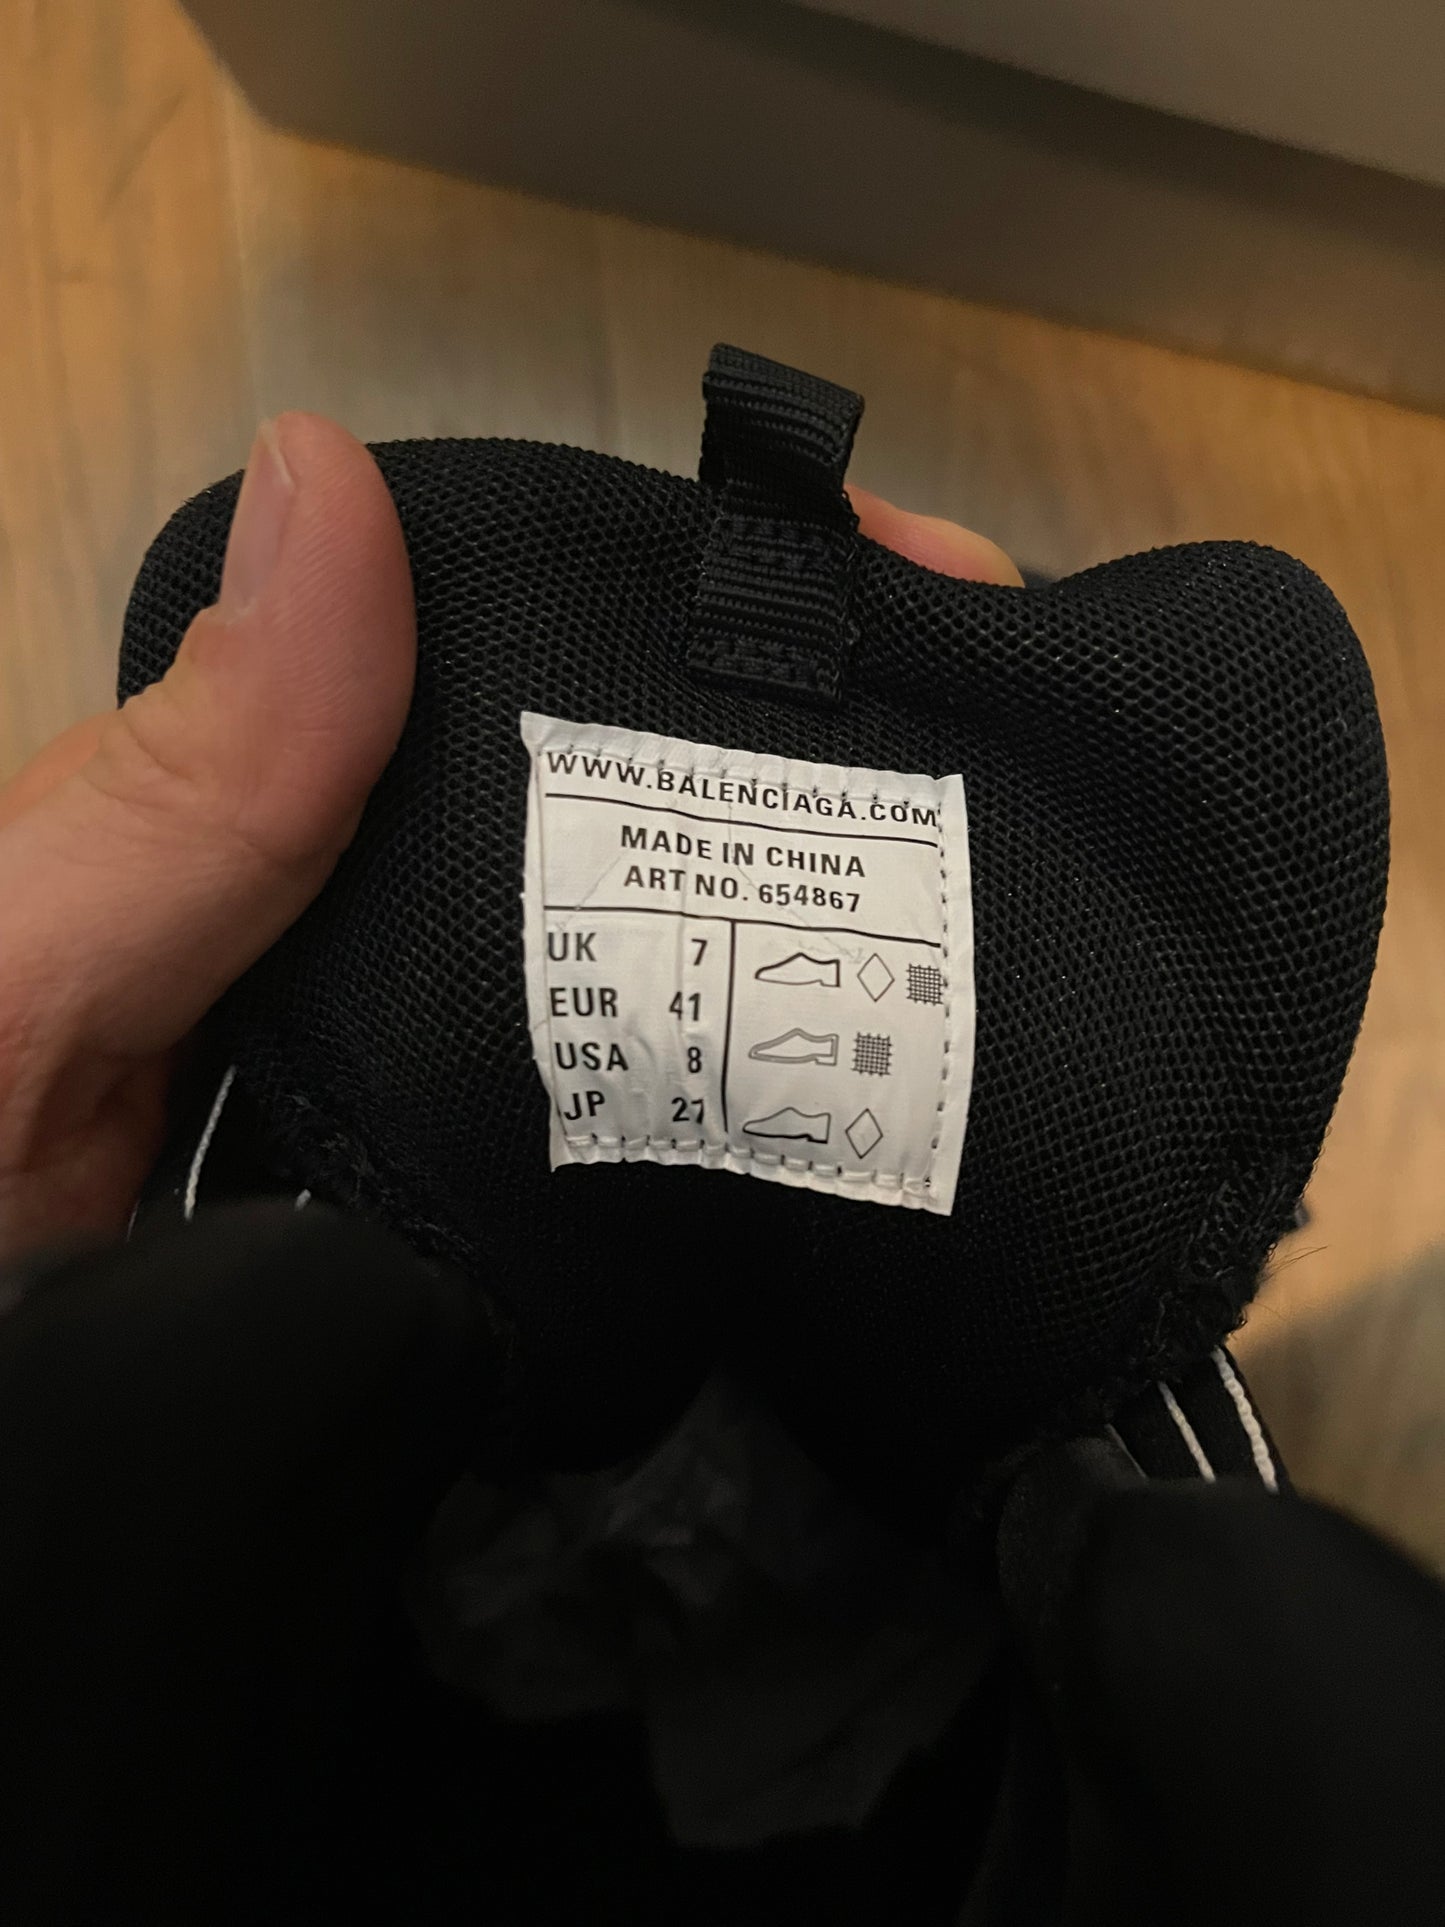 WWW.BALENCIAGA.COM
MADE IN CHINA
ART NO. 654867
UK 7
EUR 41
USA 8
JP 27